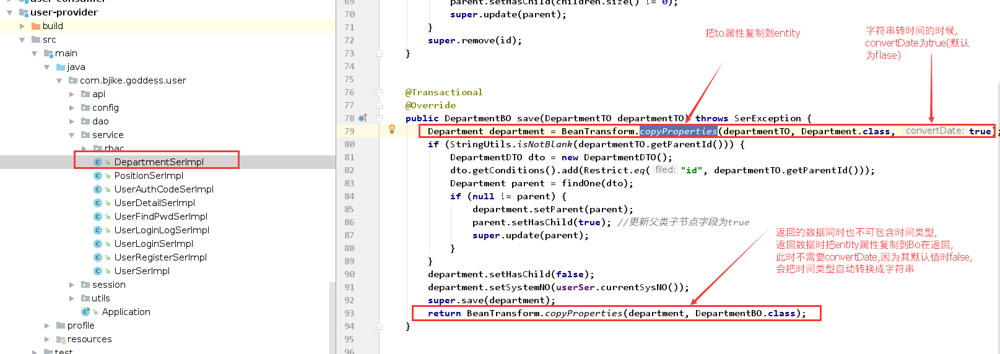 user-consumer
user-provider
build
src
main
java
com.bjike.goddess.user
api
config
dao
service
rbac
DepartmentSerImpl
PositionSerImpl
UserAuthCodeSerImpl
UserDetailSerImpl
UserFindPwdSerImpl
UserLoginLogSerImpl
UserLoginSerImpl
UserRegisterSerImpl
UserSerImpl
session
utils
Application
profile
resources
test
69 parent.setHasChild(children.size() != 0);
70 super.update(parent);
71 }
72 super.remove(id);
73 }
74
75
76 @Transactional
77 @Override
78 public DepartmentBO save(DepartmentTO departmentTO) throws SerException {
79 Department department = BeanTransform.copyProperties(departmentTO, Department.class, convertDate: true);
80 if (StringUtils.isNotBlank(departmentTO.getParentId())) {
81 DepartmentDTO dto = new DepartmentDTO();
82 dto.getConditions().add(Restrict.eq( filed: "id", departmentTO.getParentId()));
83 Department parent = findOne(dto);
84 if (null != parent) {
85 department.setParent(parent);
86 parent.setHasChild(true); //更新父类子节点字段为true
87 super.update(parent);
88 }
89 }
90 department.setHasChild(false);
91 department.setSystemNO(userSer.currentSysNO());
92 super.save(department);
93 return BeanTransform.copyProperties(department, DepartmentBO.class);
94 }
95
96
把to属性复制到entity
字符串转时间的时候,
convertDate为true(默认
为flase)
返回的数据同时也不可包含时间类型,
返回数据时把entity属性复制到Bo在返回,
此时不需要convertDate,因为其默认值时false,
会把时间类型自动转换成字符串